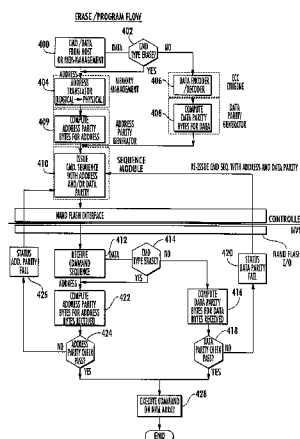 ERASE/PROGRAM FLOW
400
CMD/DATA
FROM HOST
OR MEM-MANAGEMENT
DATA
402
CMD
TYPE ERASE?
NO
YES
ADDRESS
404
ADDRESS
TRANSLATOR
LOGICAL → PHYSICAL
MEMORY
MANAGEMENT
406
DATA ENCODER
/DECODER
ECC
ENGINE
409
COMPUTE
ADDRESS PARITY
BYTES FOR ADDRESS
ADDRESS
PARITY
GENERATOR
408
COMPUTE
DATA PARITY
BYTES FOR DATA
DATA
PARITY
GENERATOR
410
ISSUE
CMD SEQUENCE
WITH ADDRESS
AND/OR DATA
PARITY
SEQUENCE
MODULE
RE-ISSUE CMD SEQ. WITH ADDRESS AND DATA PARITY
NAND FLASH INTERFACE
CONTROLLE
NAND FLASH
I/O
STATUS
ADD. PARITY
FAIL
426
RECEIVE
COMMAND
SEQUENCE
412
DATA
414
CMD
TYPE ERASE?
NO
YES
ADDRESS
420
STATUS
DATA PARITY
FAIL
422
COMPUTE
ADDRESS PARITY
BYTES FOR
ADDRESS RECEIVED
416
COMPUTE
DATA PARITY
BYTES FOR DATA
BYTES RECEIVED
424
ADDRESS
PARITY CHECK
PASS?
NO
YES
418
DATA
PARITY CHECK
PASS?
NO
YES
428
EXECUTE COMMAND
ON NVM ARRAY
END